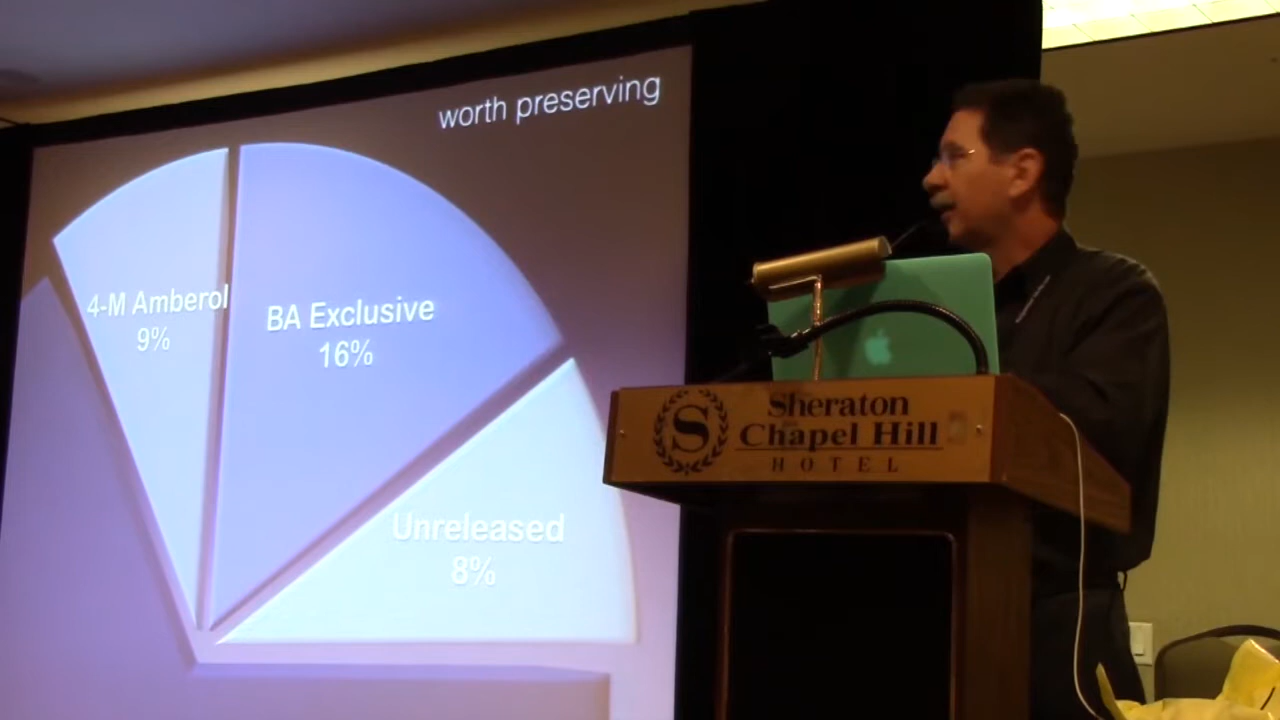 worth preserving
4-M Amberol
9%
BA Exclusive
16%
Unreleased
8%
S
Sheraton
Chapel Hill
HOTEL